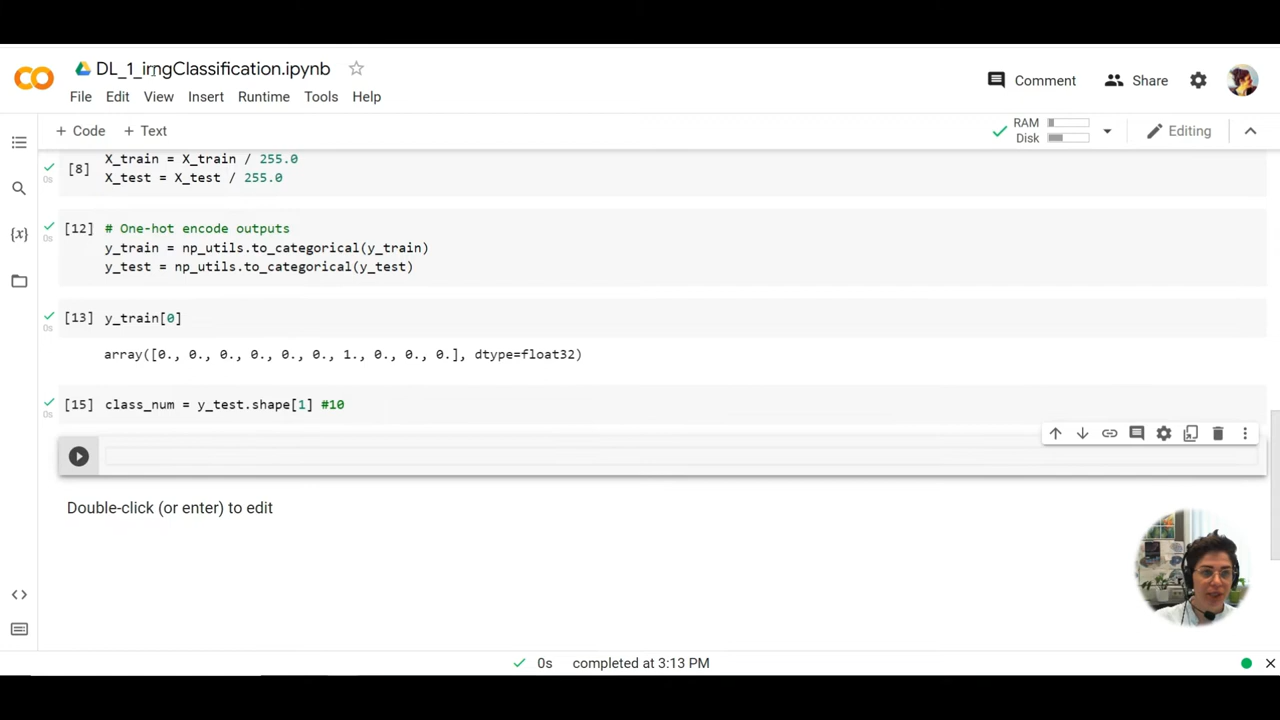 DL_1_imgClassification.ipynb
File Edit View Insert Runtime Tools Help
Comment Share
+ Code + Text
RAM
Disk
Editing
[8] X_train = X_train / 255.0
X_test = X_test / 255.0
0s
[12] # One-hot encode outputs
0s
y_train = np_utils.to_categorical(y_train)
y_test = np_utils.to_categorical(y_test)
[13] y_train[0]
0s
array([0., 0., 0., 0., 0., 0., 1., 0., 0., 0.], dtype=float32)
[15] class_num = y_test.shape[1] #10
0s
Double-click (or enter) to edit
0s completed at 3:13 PM